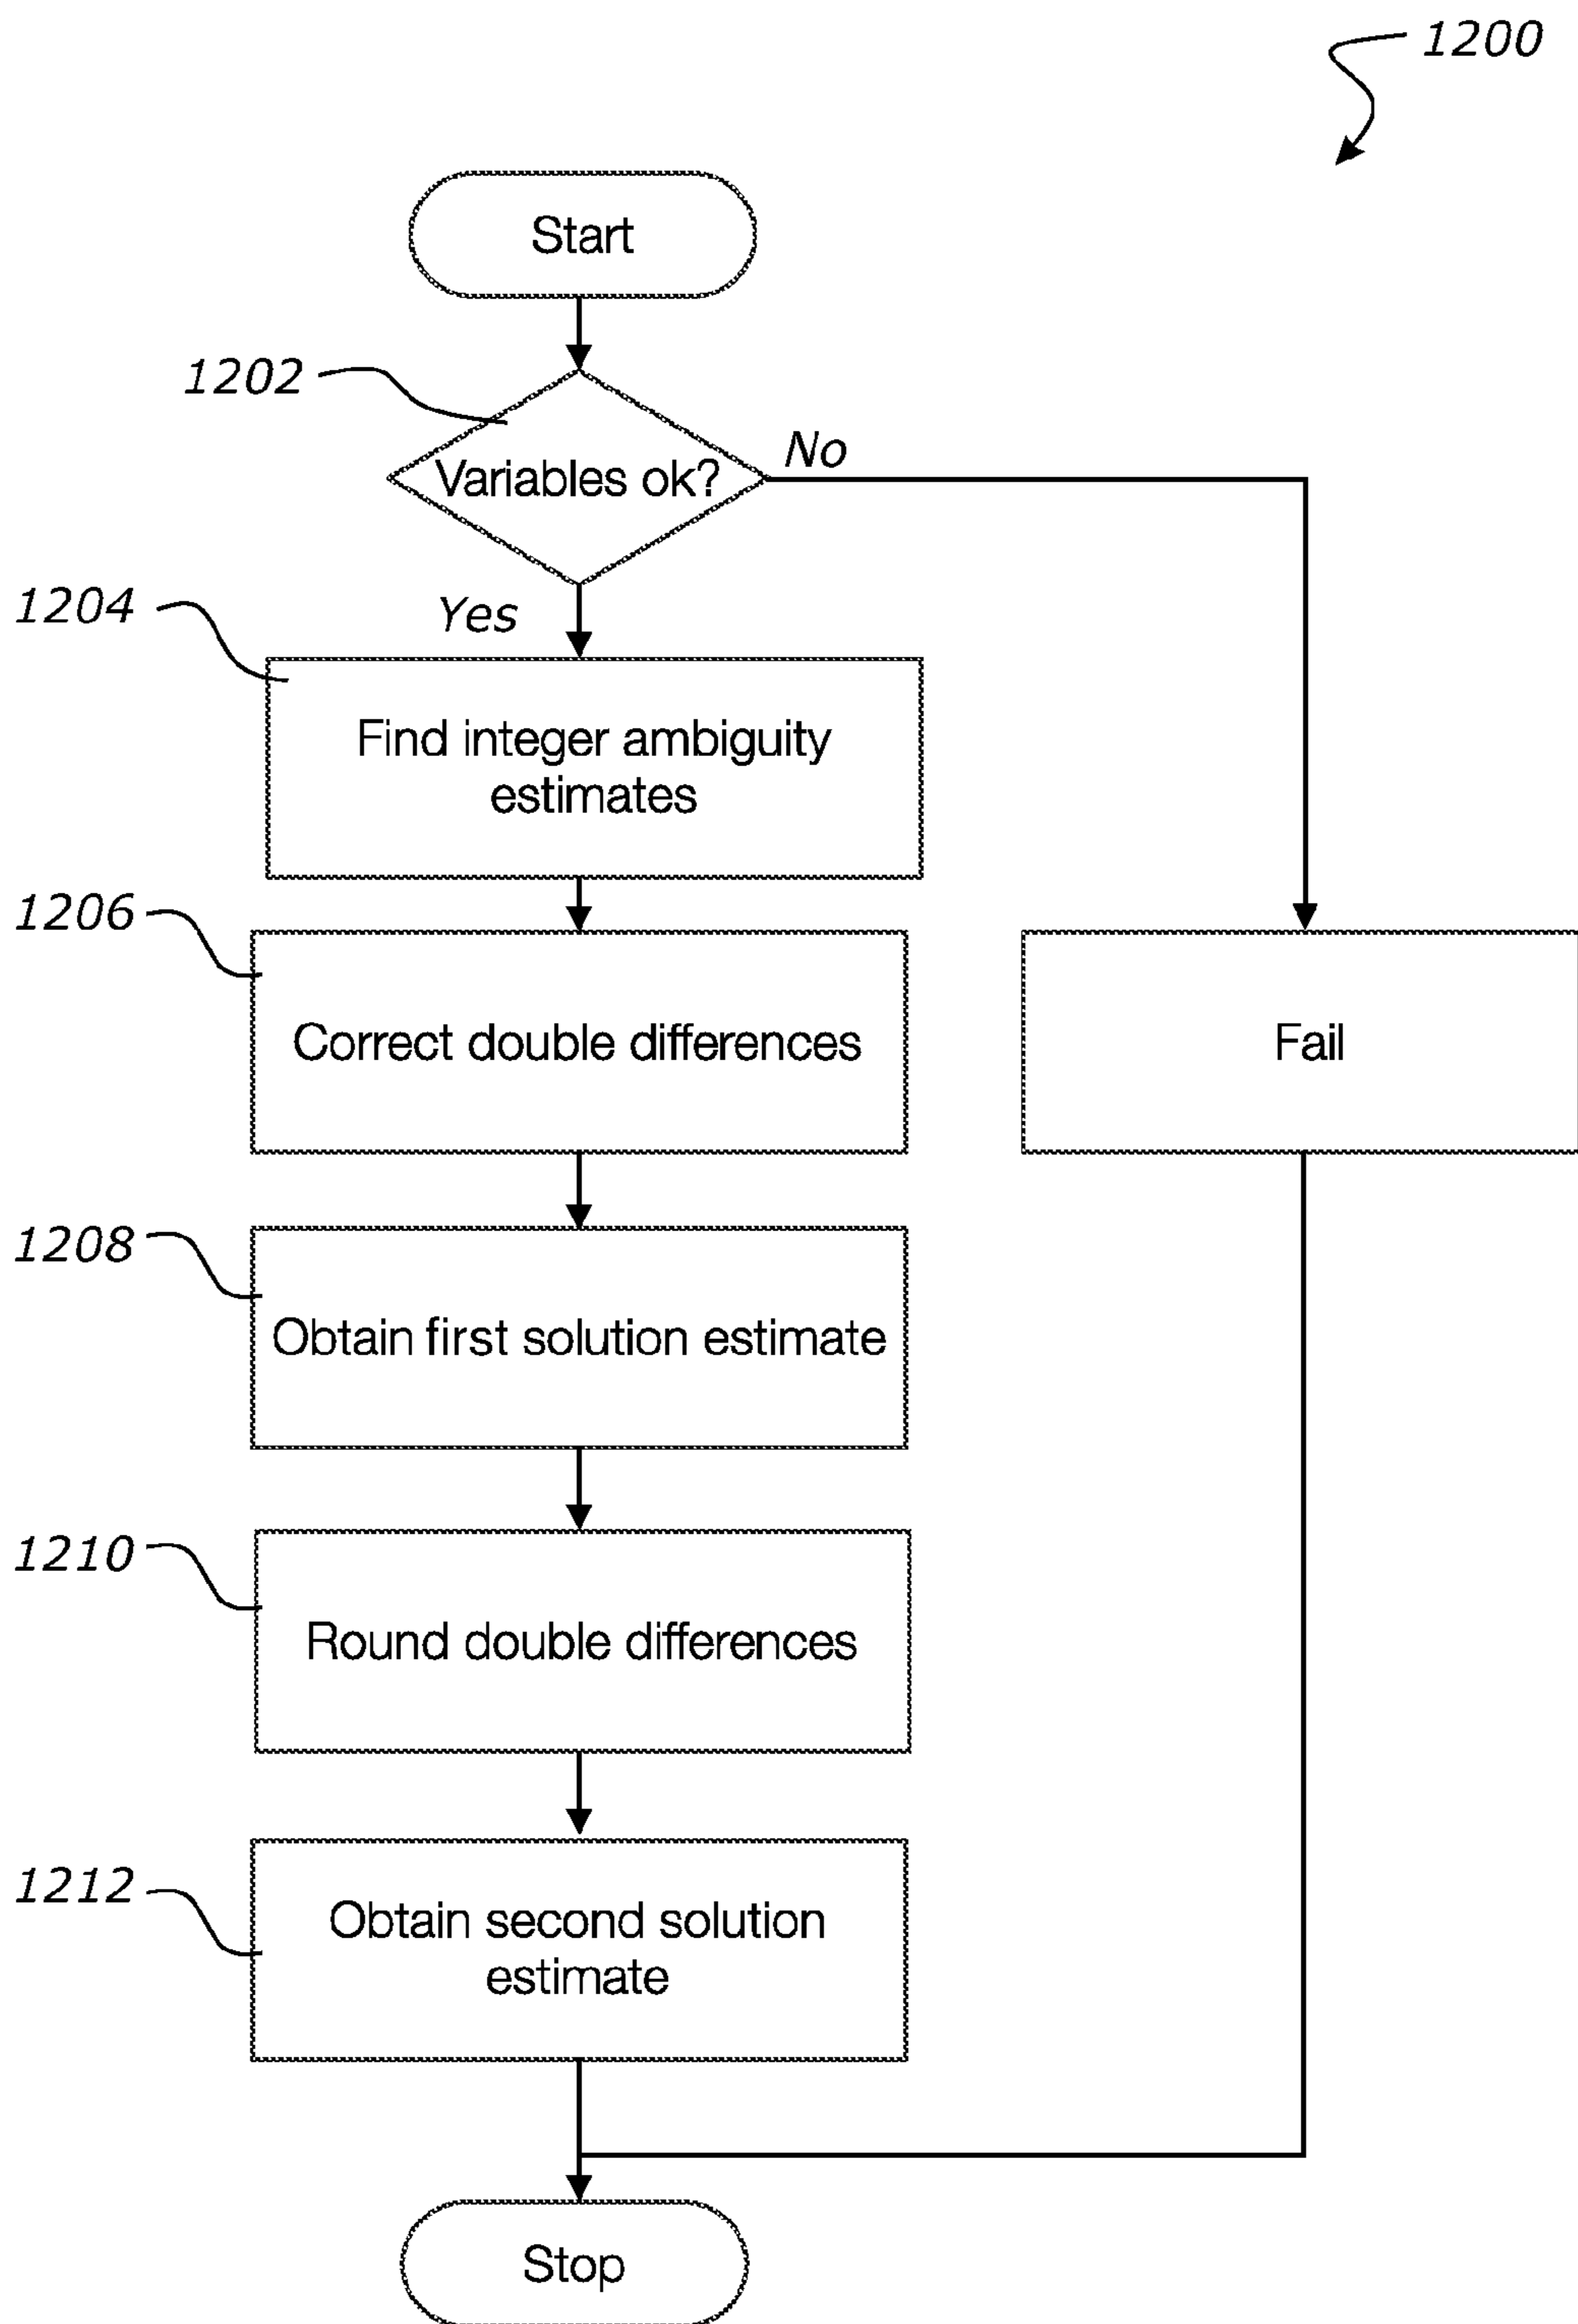 1200
Start
1202
Variables ok?
No
Yes
1204
Find integer ambiguity
estimates
1206
Correct double differences
Fail
1208
Obtain first solution estimate
1210
Round double differences
1212
Obtain second solution
estimate
Stop